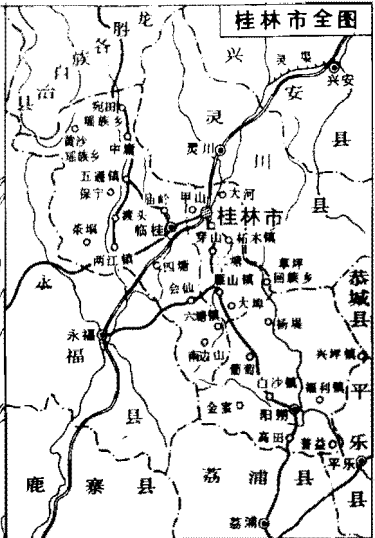 桂林市全图
龙
胜
各
族
自
治
县
兴
安
县
灵渠
兴安
灵
川
县
灵川
宛田
瑶族乡
黄沙
瑶族乡
中庸
五通镇
保宁
庙岭
甲山
大河
桂林市
渡头
临桂
茶垌
两江镇
穿山
柘木镇
四塘
草坪
回族乡
会仙
雁山镇
大埠
六塘镇
杨堤
南边山
葡萄
永
福
县
永福
恭
城
县
兴坪镇
白沙镇
福利镇
金宝
阳朔
高田
普益
平
乐
县
平乐
荔
浦
县
荔浦
鹿
寨
县